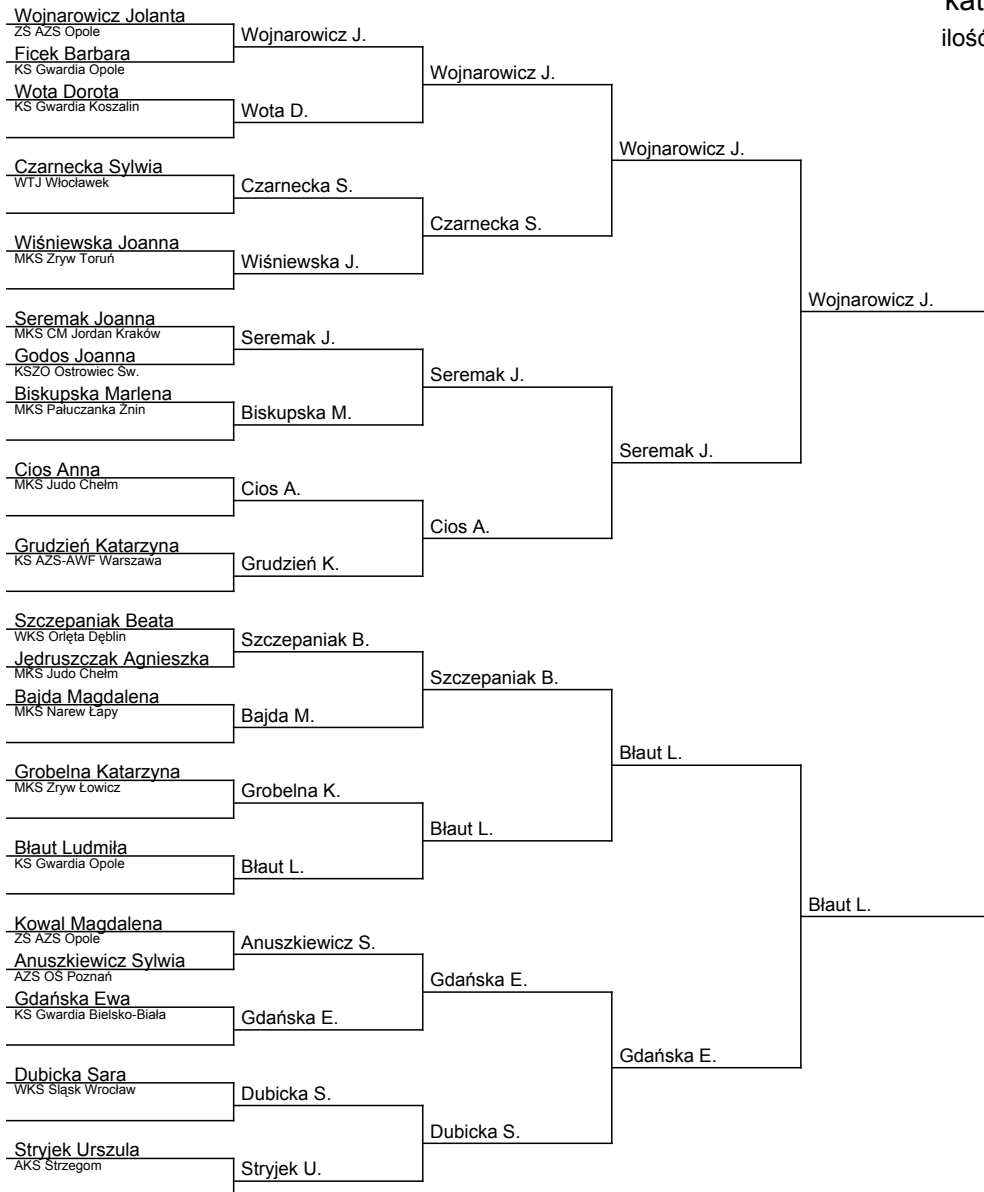 kat
ilość
Wojnarowicz Jolanta
ZŚ AZS Opole
Ficek Barbara
KS Gwardia Opole
Wota Dorota
KS Gwardia Koszalin
Czarnecka Sylwia
WTJ Włocławek
Wiśniewska Joanna
MKS Zryw Toruń
Seremak Joanna
MKS CM Jordan Kraków
Godos Joanna
KSZO Ostrowiec Św.
Biskupska Marlena
MKS Pałuczanka Żnin
Cios Anna
MKS Judo Chełm
Grudzień Katarzyna
KS AZS-AWF Warszawa
Szczepaniak Beata
WKS Orlęta Dęblin
Jędruszczak Agnieszka
MKS Judo Chełm
Bajda Magdalena
MKS Narew Łapy
Grobelna Katarzyna
MKS Zryw Łowicz
Błaut Ludmiła
KS Gwardia Opole
Kowal Magdalena
ZŚ AZS Opole
Anuszkiewicz Sylwia
AZS OŚ Poznań
Gdańska Ewa
KS Gwardia Bielsko-Biała
Dubicka Sara
WKS Śląsk Wrocław
Stryjek Urszula
AKS Strzegom
Wojnarowicz J.
Wota D.
Czarnecka S.
Wiśniewska J.
Seremak J.
Biskupska M.
Cios A.
Grudzień K.
Szczepaniak B.
Bajda M.
Grobelna K.
Błaut L.
Anuszkiewicz S.
Gdańska E.
Dubicka S.
Stryjek U.
Wojnarowicz J.
Czarnecka S.
Seremak J.
Cios A.
Szczepaniak B.
Błaut L.
Gdańska E.
Dubicka S.
Wojnarowicz J.
Seremak J.
Błaut L.
Gdańska E.
Wojnarowicz J.
Błaut L.